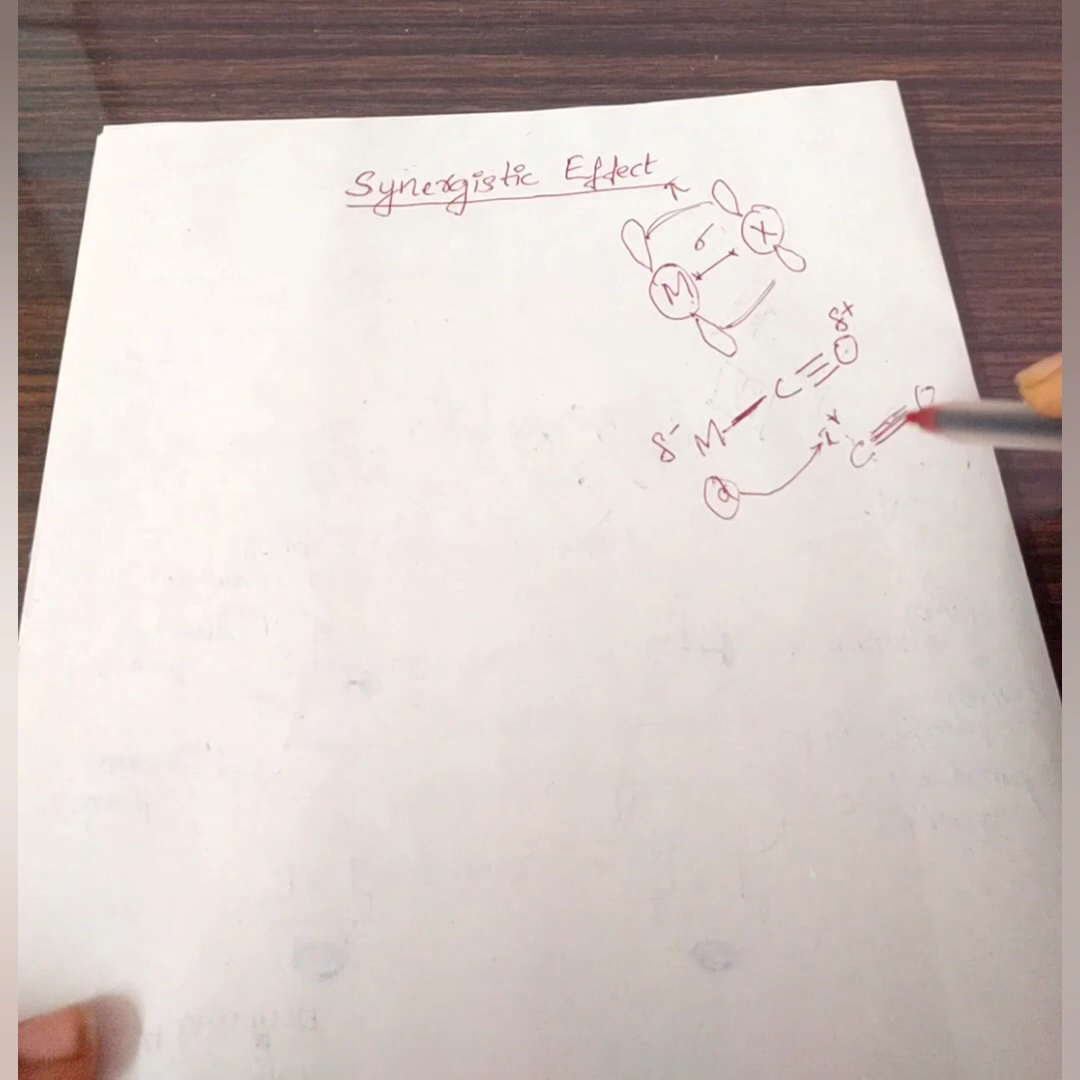 Synergistic Effect
π
X
σ
M
δ+
M–C≡O
δ-
π*
C≡O
d